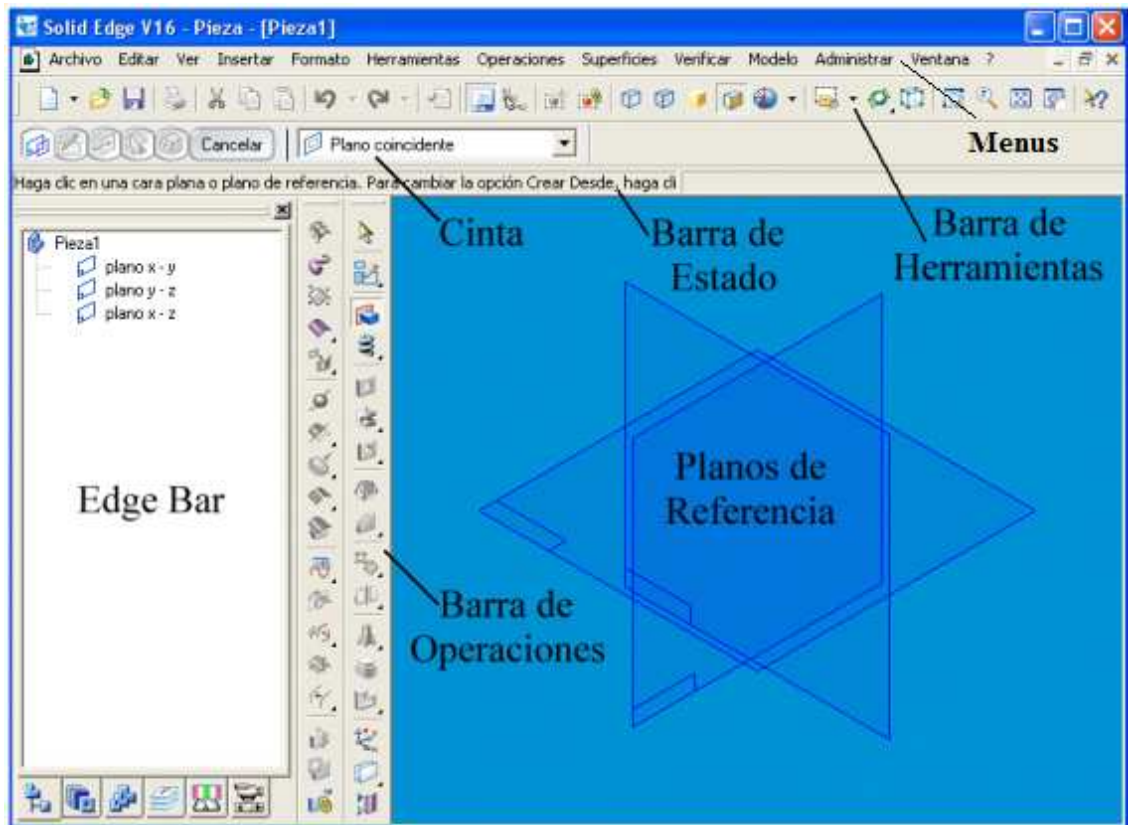 Solid Edge V16 - Pieza - [Pieza1]
Archivo Editar Ver Insertar Formato Herramientas Operaciones Superficies Verificar Modelo Administrar Ventana ?
Cancelar
Plano coincidente
Menus
Haga clic en una cara plana o plano de referencia. Para cambiar la opción Crear Desde, haga cli
Pieza1
plano x - y
plano y - z
plano x - z
Edge Bar
Cinta
Barra de
Estado
Barra de
Herramientas
Planos de
Referencia
Barra de
Operaciones